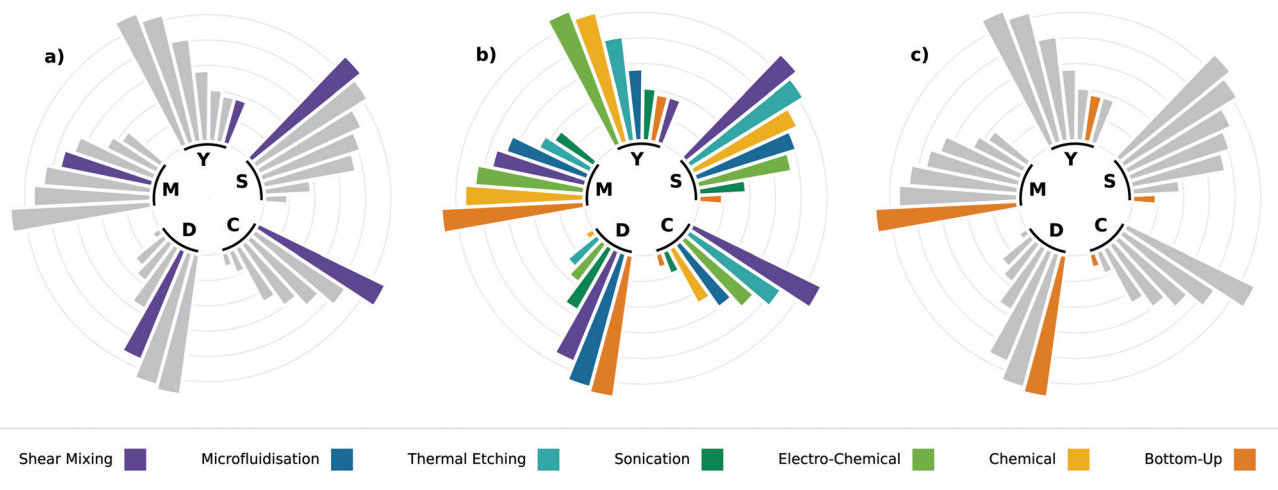 a)
Y
S
M
D
C
b)
Y
S
M
D
C
c)
Y
S
M
D
C
Shear Mixing
Microfluidisation
Thermal Etching
Sonication
Electro-Chemical
Chemical
Bottom-Up